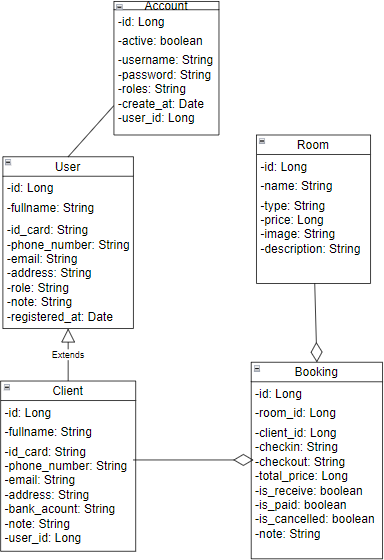 Account
-id: Long
-active: boolean
-username: String
-password: String
-roles: String
-create_at: Date
-user_id: Long
User
-id: Long
-fullname: String
-id_card: String
-phone_number: String
-email: String
-address: String
-role: String
-note: String
-registered_at: Date
Room
-id: Long
-name: String
-type: String
-price: Long
-image: String
-description: String
Extends
Client
-id: Long
-fullname: String
-id_card: String
-phone_number: String
-email: String
-address: String
-bank_acount: String
-note: String
-user_id: Long
Booking
-id: Long
-room_id: Long
-client_id: Long
-checkin: String
-checkout: String
-total_price: Long
-is_receive: boolean
-is_paid: boolean
-is_cancelled: boolean
-note: String